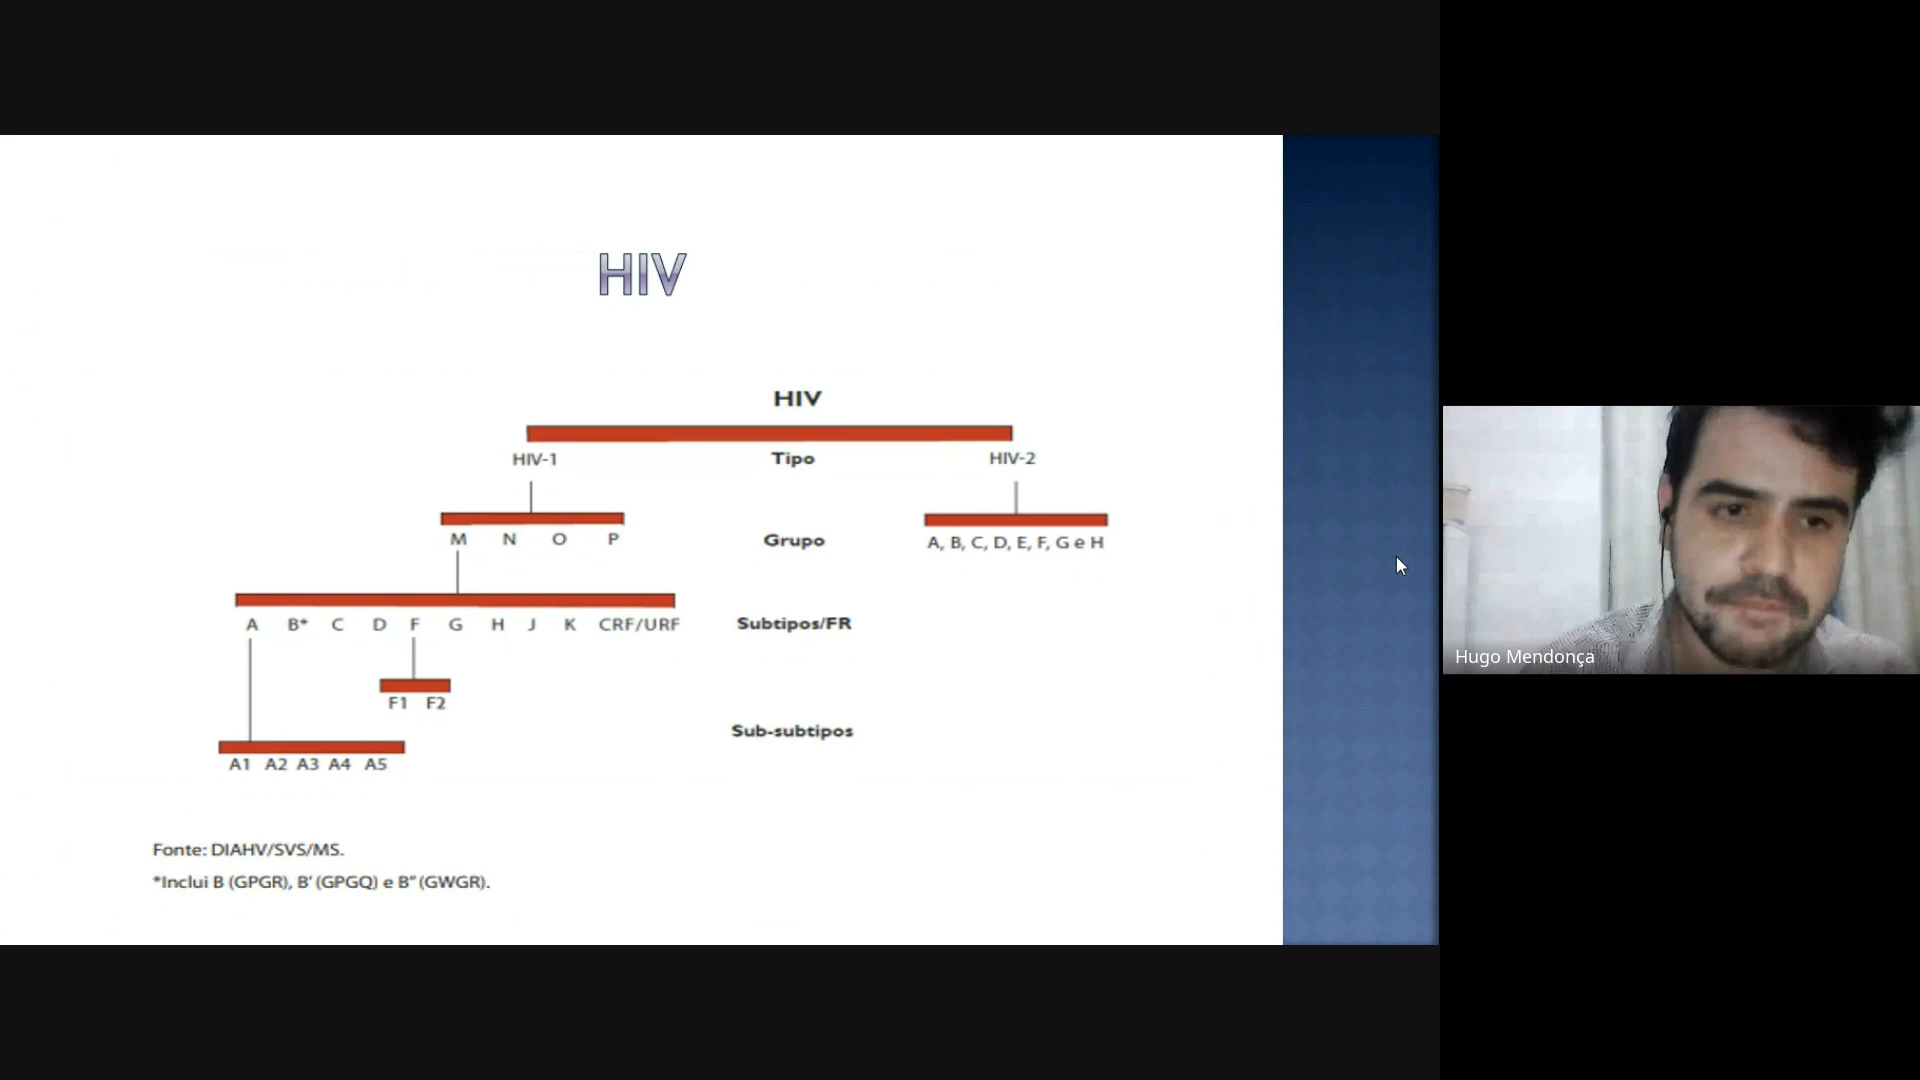 HIV
HIV
HIV-1 Tipo HIV-2
M N O P Grupo A, B, C, D, E, F, G e H
A B* C D F G H J K CRF/URF Subtipos/FR
F1 F2
Sub-subtipos
A1 A2 A3 A4 A5
Fonte: DIAHV/SVS/MS.
*Inclui B (GPGR), B' (GPGQ) e B" (GWGR).
Hugo Mendonça